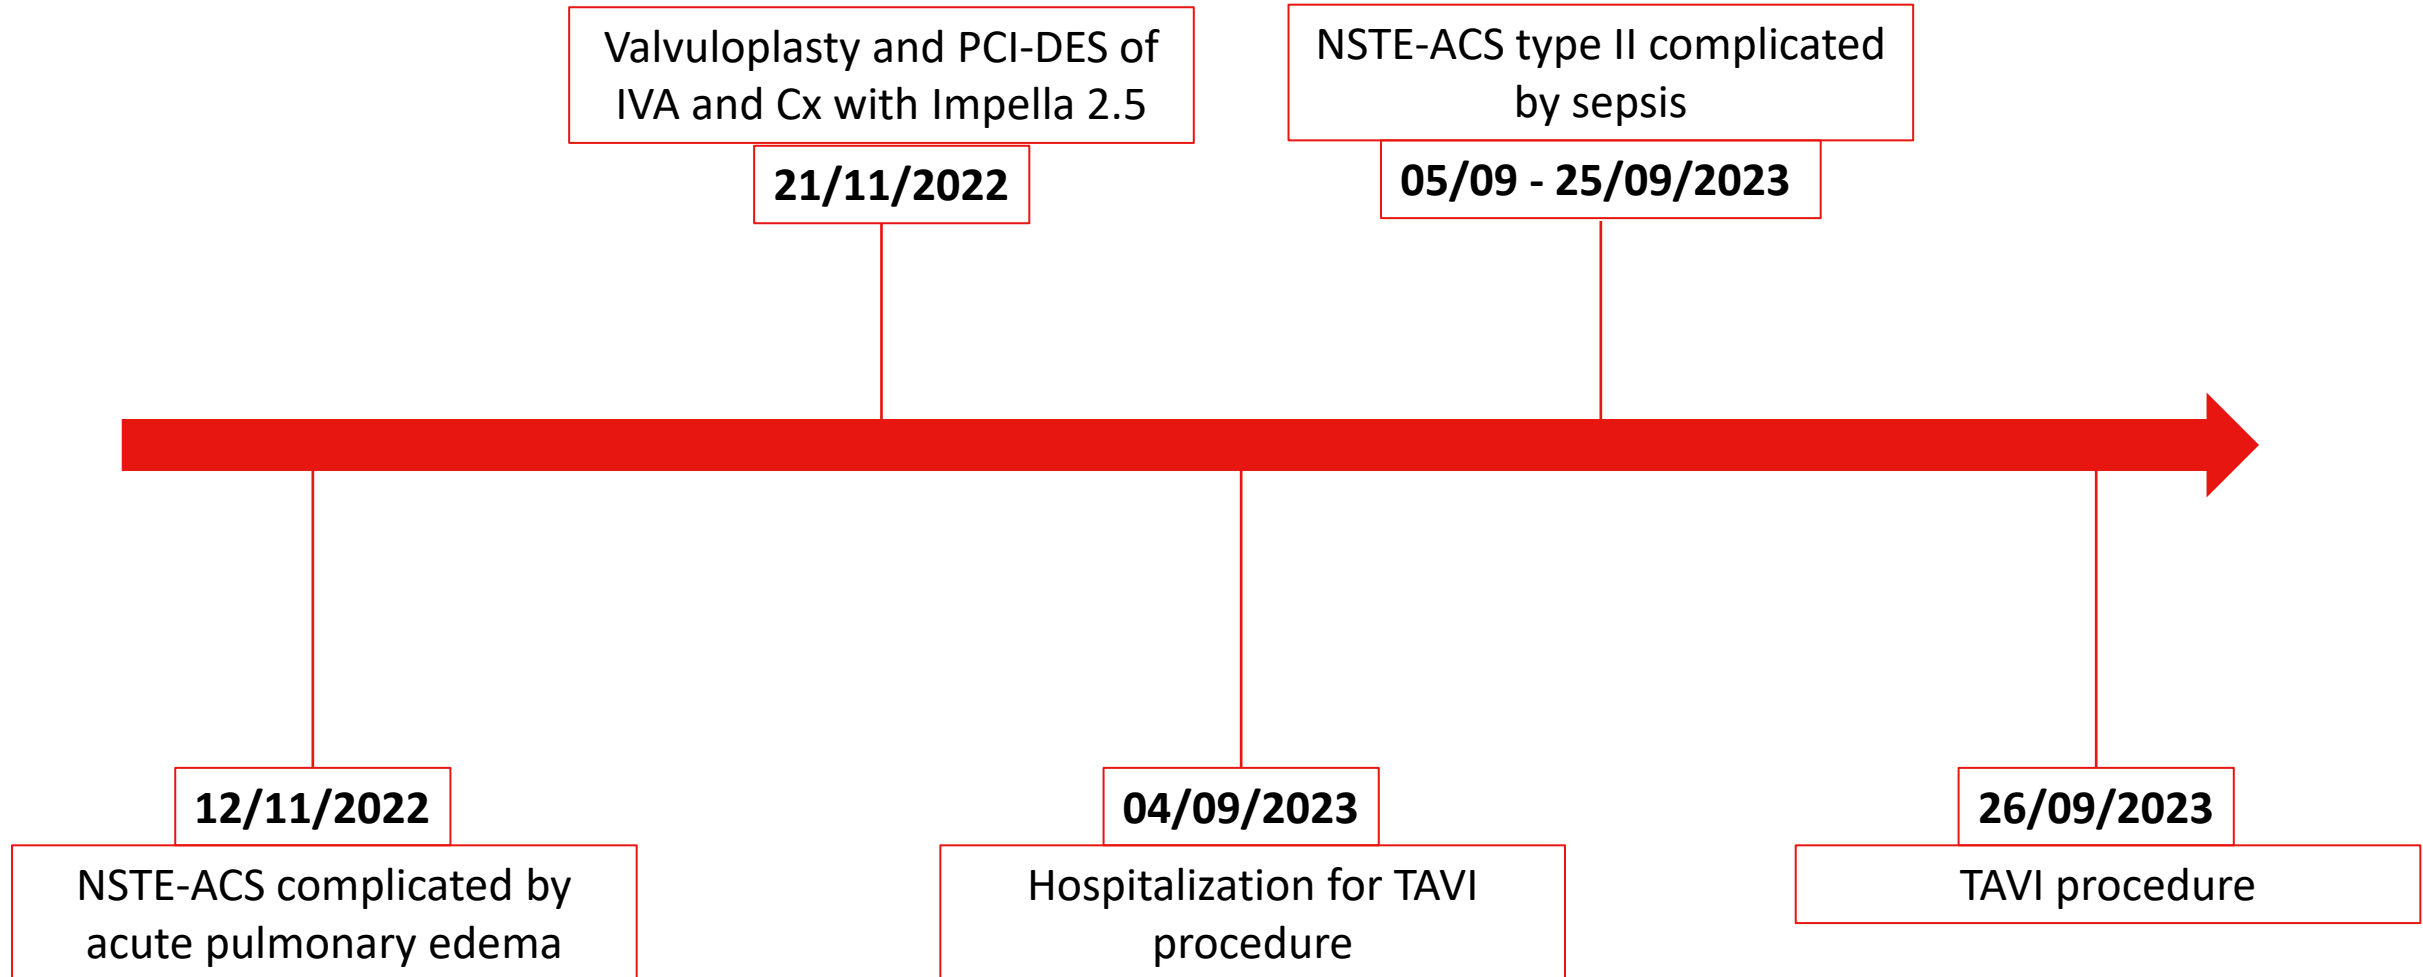 Valvuloplasty and PCI-DES of
IVA and Cx with Impella 2.5
21/11/2022
NSTE-ACS type II complicated
by sepsis
05/09 - 25/09/2023
12/11/2022
NSTE-ACS complicated by
acute pulmonary edema
04/09/2023
Hospitalization for TAVI
procedure
26/09/2023
TAVI procedure